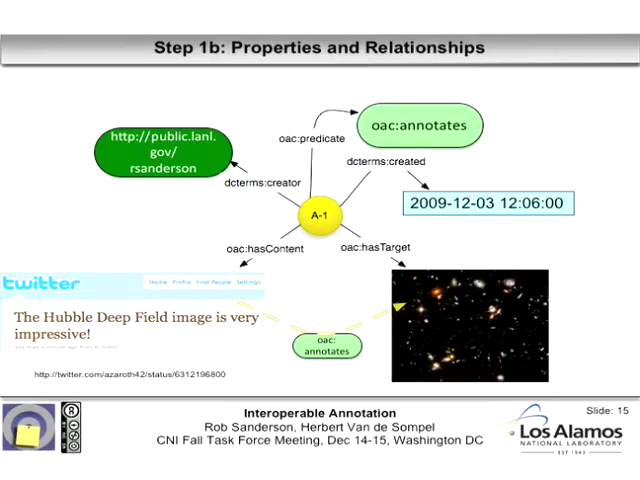 Step 1b: Properties and Relationships
http://public.lanl.
gov/
rsanderson
oac:predicate
oac:annotates
dcterms:created
dcterms:creator
2009-12-03 12:06:00
A-1
oac:hasContent
oac:hasTarget
twitter
Home Profile Find People Settings
The Hubble Deep Field image is very
impressive!
oac:
annotates
http://twitter.com/azaroth42/status/6312196800
Interoperable Annotation
Rob Sanderson, Herbert Van de Sompel
CNI Fall Task Force Meeting, Dec 14-15, Washington DC
Slide: 15
Los Alamos
NATIONAL LABORATORY
EST. 1943